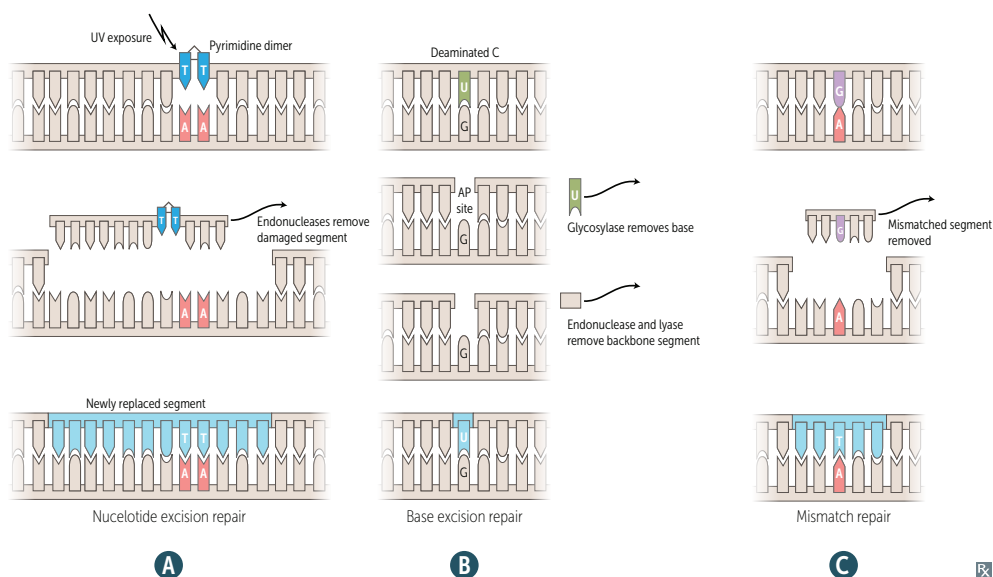 UV exposure
Pyrimidine dimer
T T
A A
T T
Endonucleases remove
damaged segment
A A
Newly replaced segment
T T
A A
Nucelotide excision repair
A
Deaminated C
U
G
AP
site
G
U
Glycosylase removes base
G
Endonuclease and lyase
remove backbone segment
U
G
Base excision repair
B
G
A
G
Mismatched segment
removed
A
T
A
Mismatch repair
C
Rx